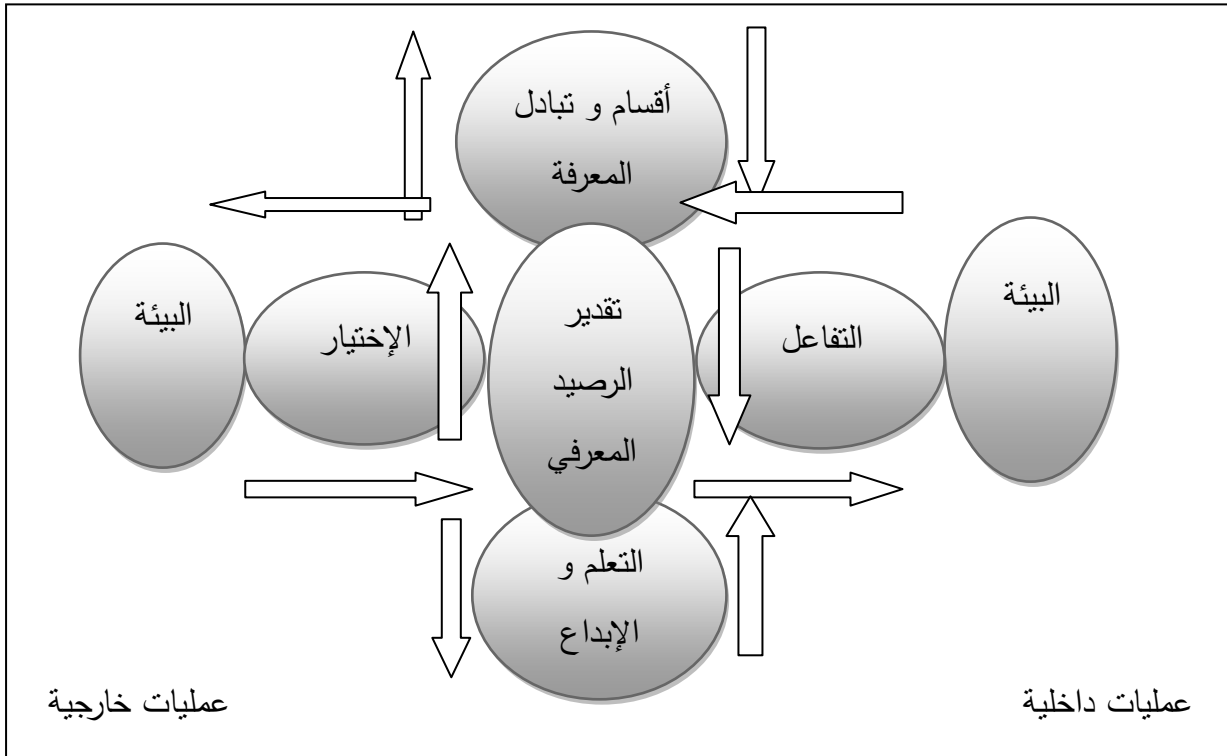 أقسام و تبادل
المعرفة
البيئة
التفاعل
تقدير
الرصيد
المعرفي
الإختيار
البيئة
التعلم و
الإبداع
عمليات داخلية
عمليات خارجية